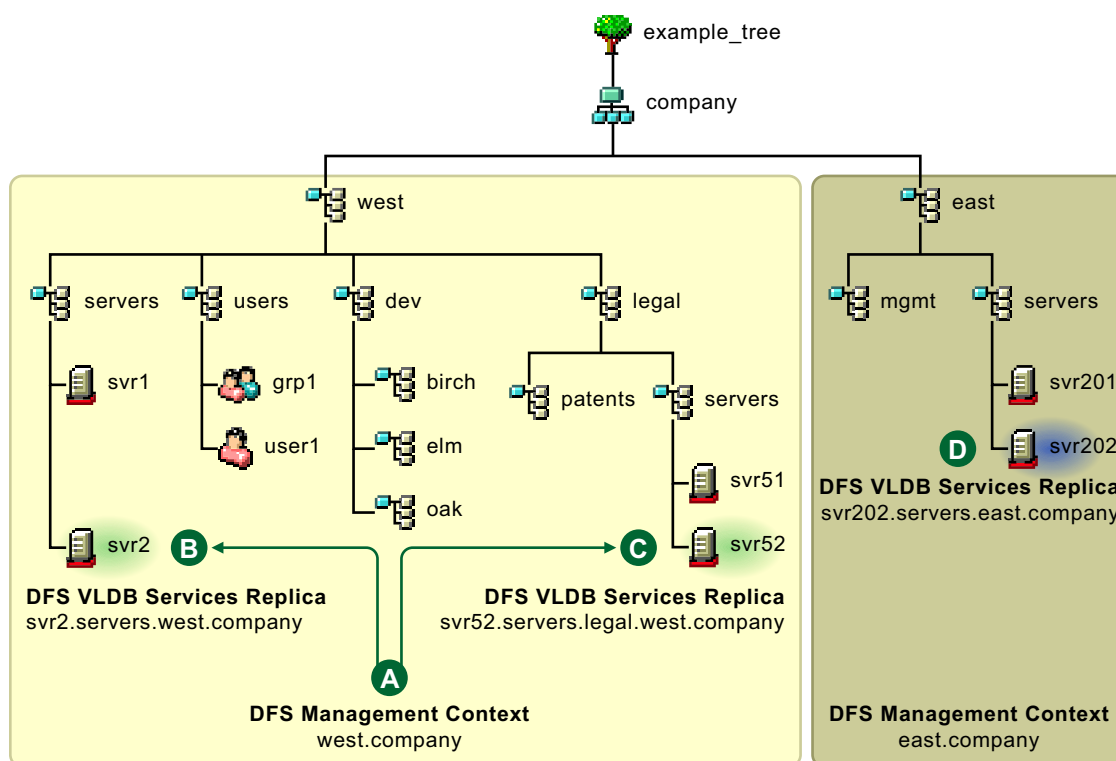 example_tree
company
west
east
servers
users
dev
legal
mgmt
servers
svr1
grp1
birch
patents
servers
svr201
user1
elm
D
svr202
svr51
DFS VLDB Services Replica
svr202.servers.east.company
oak
svr2
B
C
svr52
DFS VLDB Services Replica
svr2.servers.west.company
DFS VLDB Services Replica
svr52.servers.legal.west.company
A
DFS Management Context
west.company
DFS Management Context
east.company